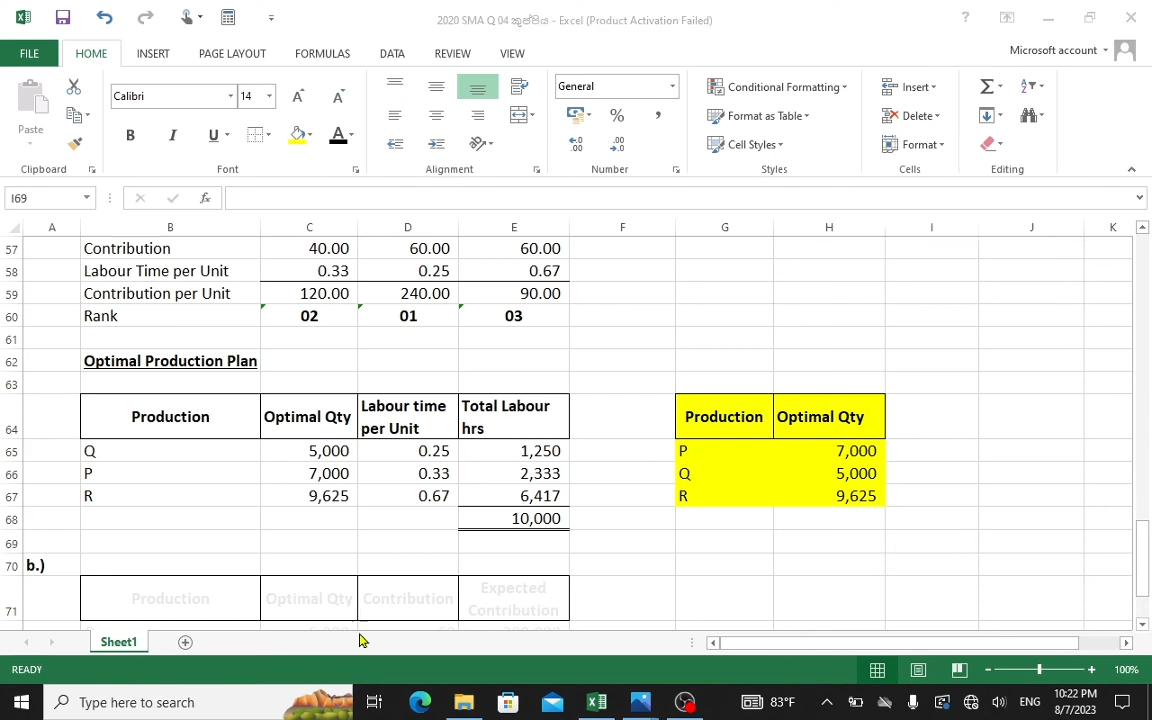 2020 SMA Q 04 කුප්පිය - Excel (Product Activation Failed)
FILE HOME INSERT PAGE LAYOUT FORMULAS DATA REVIEW VIEW Microsoft account
Paste Calibri 14 General Conditional Formatting Insert
Format as Table Delete
Cell Styles Format
Clipboard Font Alignment Number Styles Cells Editing
I69 fx
A B C D E F G H I J K
57 Contribution 40.00 60.00 60.00
58 Labour Time per Unit 0.33 0.25 0.67
59 Contribution per Unit 120.00 240.00 90.00
60 Rank 02 01 03
61
62 Optimal Production Plan
63
64 Production Optimal Qty Labour time per Unit Total Labour hrs Production Optimal Qty
65 Q 5,000 0.25 1,250 P 7,000
66 P 7,000 0.33 2,333 Q 5,000
67 R 9,625 0.67 6,417 R 9,625
68 10,000
69
70 b.)
71 Production Optimal Qty Contribution Expected Contribution
Sheet1
READY 100%
Type here to search 83°F ENG 10:22 PM
8/7/2023